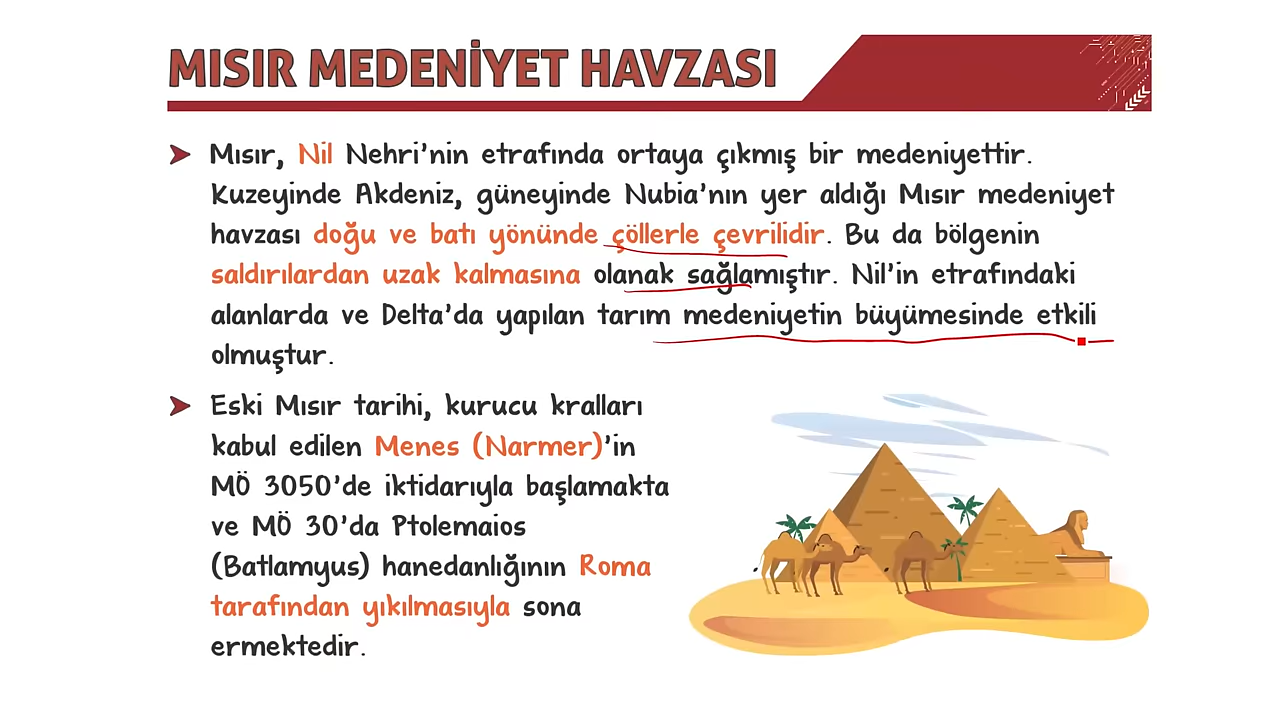 MISIR MEDENİYET HAVZASI
Mısır, Nil Nehri'nin etrafında ortaya çıkmış bir medeniyettir.
Kuzeyinde Akdeniz, güneyinde Nubia'nın yer aldığı Mısır medeniyet
havzası doğu ve batı yönünde çöllerle çevrilidir. Bu da bölgenin
saldırılardan uzak kalmasına olanak sağlamıştır. Nil'in etrafındaki
alanlarda ve Delta'da yapılan tarım medeniyetin büyümesinde etkili
olmuştur.
Eski Mısır tarihi, kurucu kralları
kabul edilen Menes (Narmer)'in
MÖ 3050'de iktidarıyla başlamakta
ve MÖ 30'da Ptolemaios
(Batlamyus) hanedanlığının Roma
tarafından yıkılmasıyla sona
ermektedir.